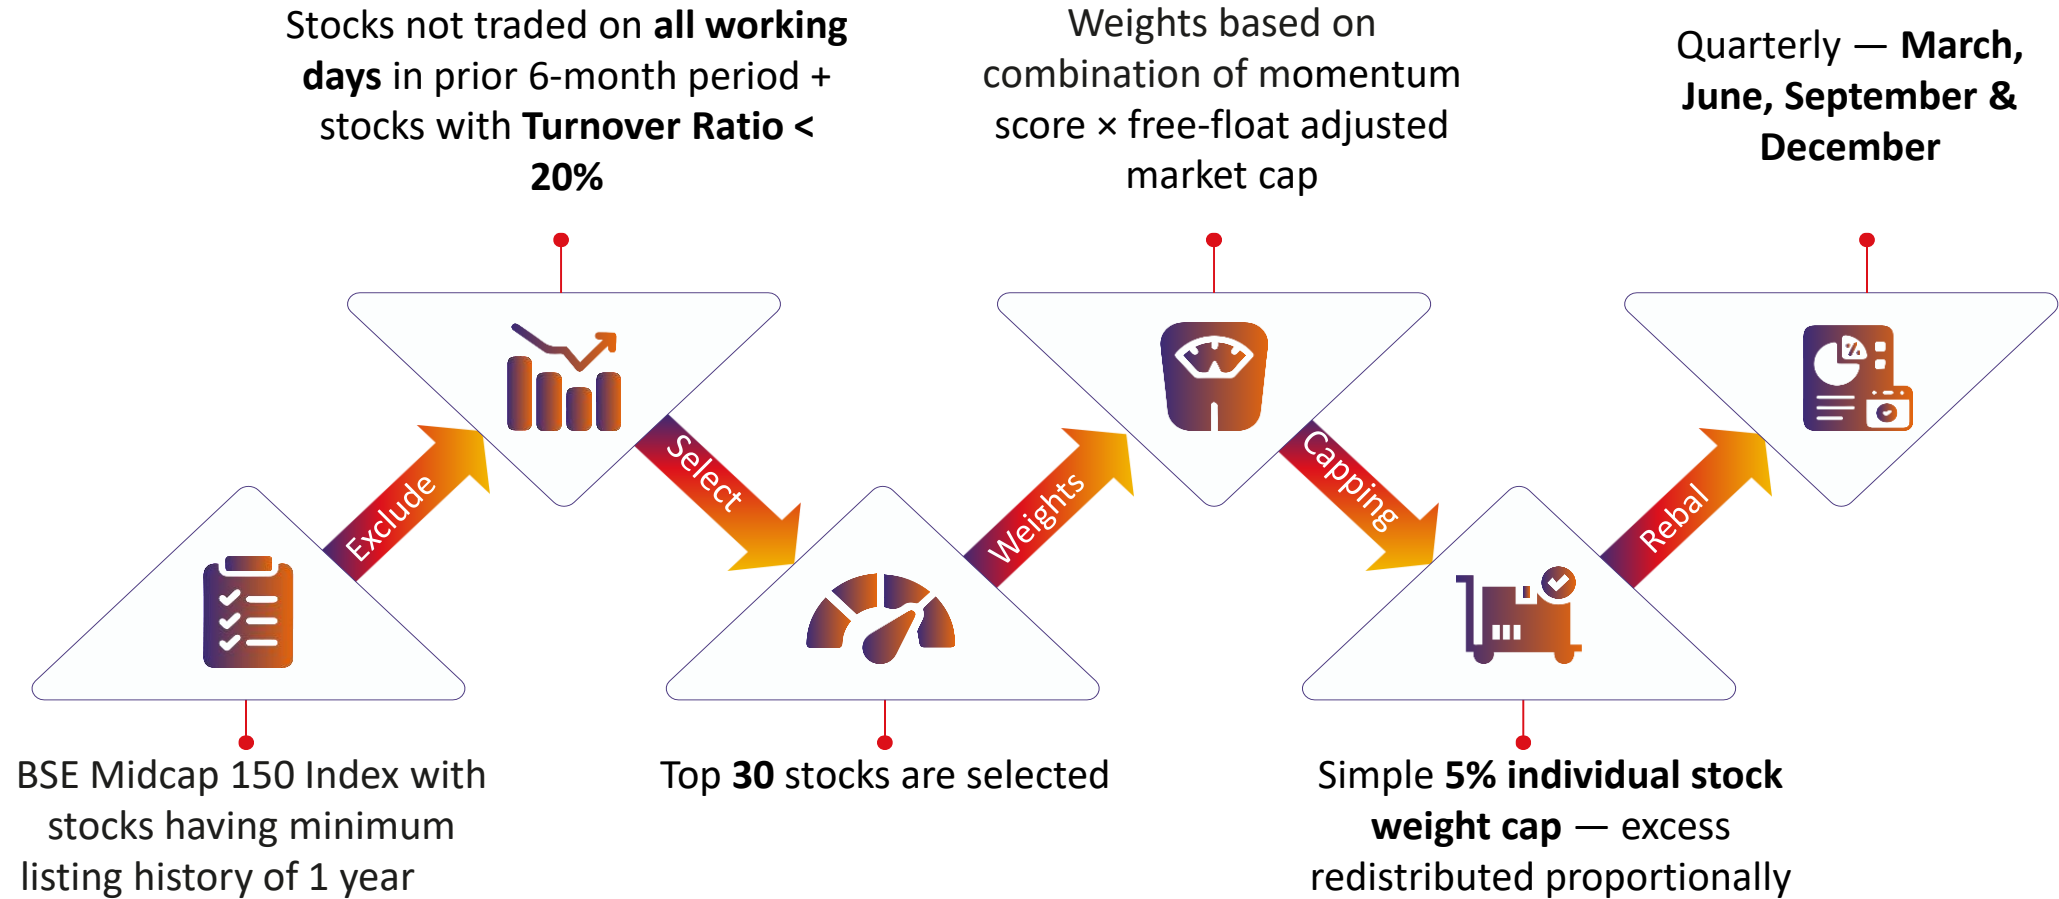 BSE Midcap 150 Index with
stocks having minimum
listing history of 1 year
Exclude
Stocks not traded on all working
days in prior 6-month period +
stocks with Turnover Ratio <
20%
Select
Top 30 stocks are selected
Weights
Weights based on
combination of momentum
score × free-float adjusted
market cap
Capping
Simple 5% individual stock
weight cap — excess
redistributed proportionally
Rebal
Quarterly — March,
June, September &
December
%